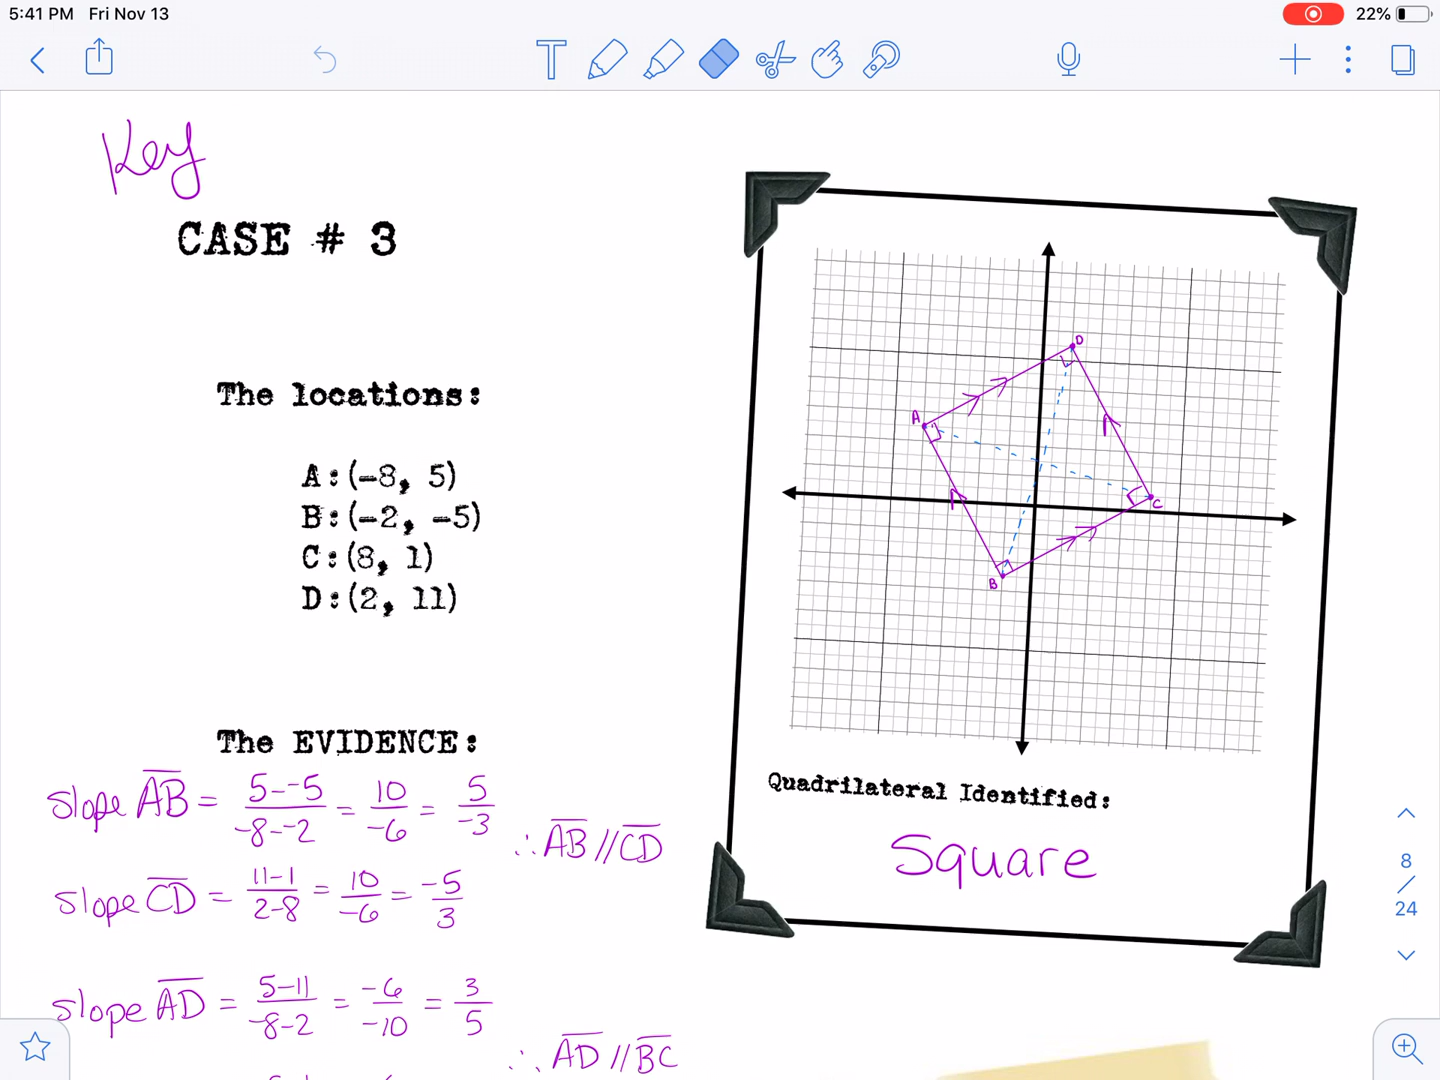 5:41 PM Fri Nov 13
22%
Key
CASE # 3
The locations:
A:(-8, 5)
B:(-2, -5)
C:(8, 1)
D:(2, 11)
The EVIDENCE:
slope AB = 5--5/-8--2 = 10/-6 = 5/-3
∴ AB // CD
slope CD = 11-1/2-8 = 10/-6 = -5/3
slope AD = 5-11/-8-2 = -6/-10 = 3/5
∴ AD // BC
D
A
C
B
Quadrilateral Identified:
Square
8
/
24